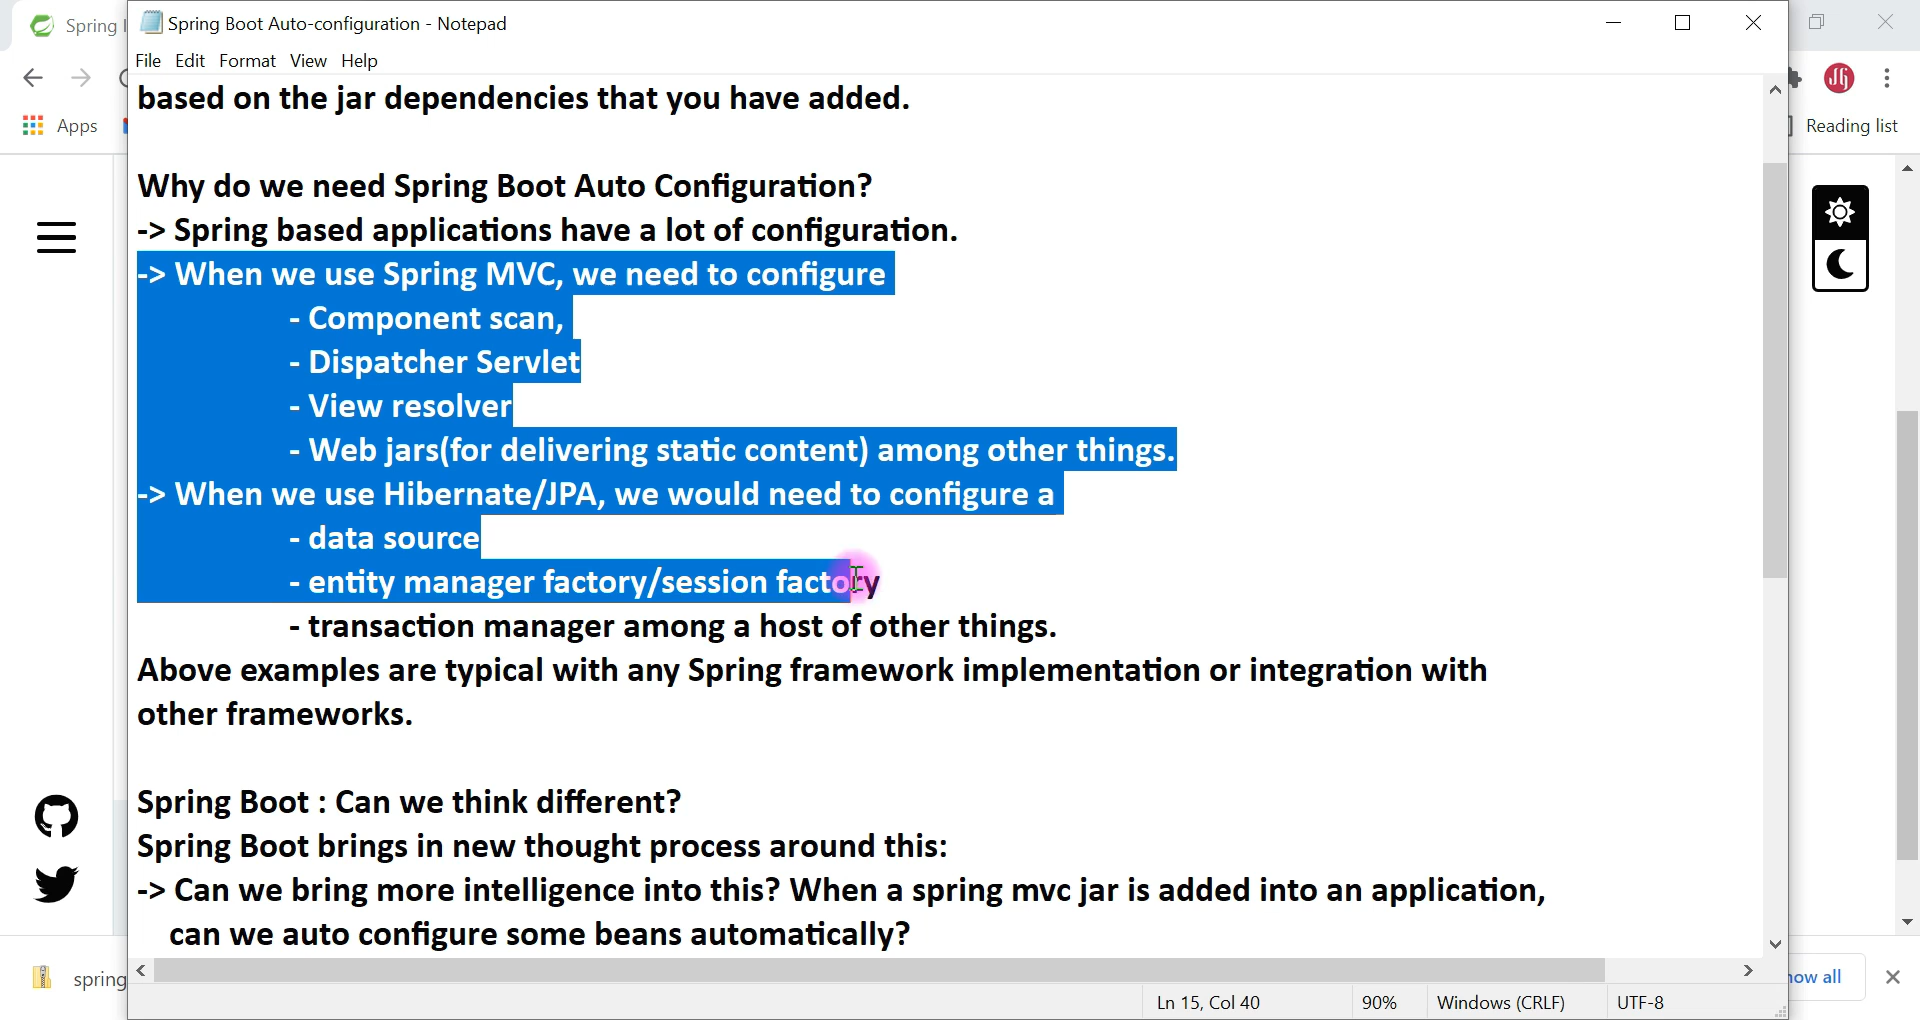 Spring I
Spring Boot Auto-configuration - Notepad
File Edit Format View Help
Apps
Reading list
based on the jar dependencies that you have added.
Why do we need Spring Boot Auto Configuration?
-> Spring based applications have a lot of configuration.
-> When we use Spring MVC, we need to configure
- Component scan,
- Dispatcher Servlet
- View resolver
- Web jars(for delivering static content) among other things.
-> When we use Hibernate/JPA, we would need to configure a
- data source
- entity manager factory/session factory
- transaction manager among a host of other things.
Above examples are typical with any Spring framework implementation or integration with
other frameworks.
Spring Boot : Can we think different?
Spring Boot brings in new thought process around this:
-> Can we bring more intelligence into this? When a spring mvc jar is added into an application,
can we auto configure some beans automatically?
spring
how all
Ln 15, Col 40
90%
Windows (CRLF)
UTF-8